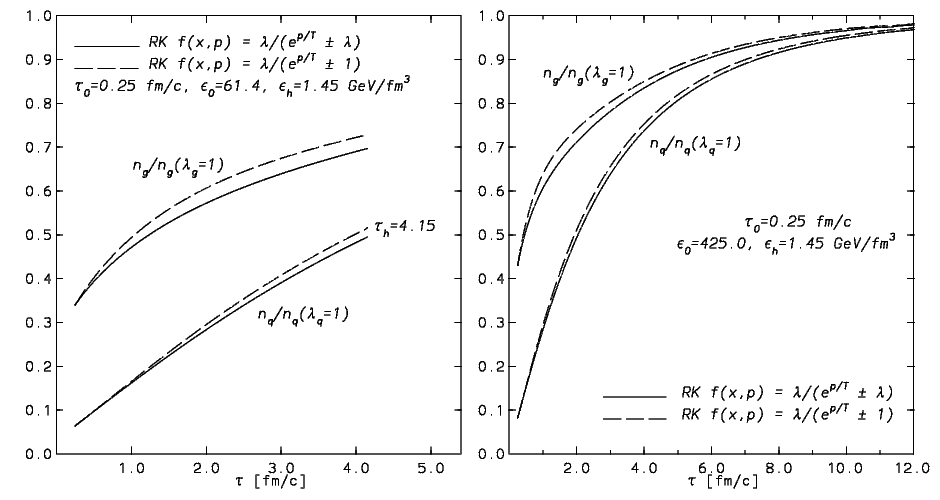 1.0
RK f(x,p) = λ/(e^{p/T} ± λ)
RK f(x,p) = λ/(e^{p/T} ± 1)
τ_0=0.25 fm/c, ϵ_0=61.4, ϵ_h=1.45 GeV/fm^3
0.9
0.8
0.7
n_g/n_g(λ_g=1)
0.6
0.5
τ_h=4.15
0.4
0.3
n_q/n_q(λ_q=1)
0.2
0.1
0.0
1.0 2.0 3.0 4.0 5.0
τ [fm/c]
1.0
0.9
n_g/n_g(λ_g=1)
0.8
0.7
n_q/n_q(λ_q=1)
0.6
τ_0=0.25 fm/c
0.5
ϵ_0=425.0, ϵ_h=1.45 GeV/fm^3
0.4
0.3
0.2
RK f(x,p) = λ/(e^{p/T} ± λ)
0.1
RK f(x,p) = λ/(e^{p/T} ± 1)
0.0
2.0 4.0 6.0 8.0 10.0 12.0
τ [fm/c]